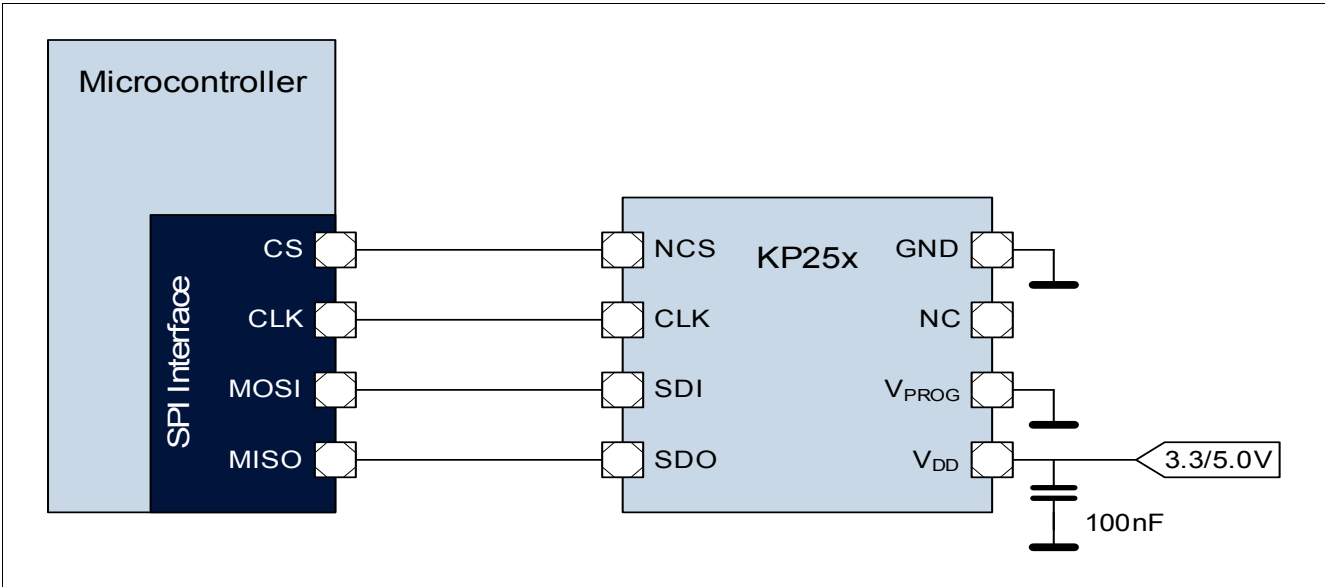 Microcontroller
SPI Interface
CS
CLK
MOSI
MISO
KP25x
NCS
CLK
SDI
SDO
GND
NC
VPROG
VDD
3.3/5.0V
100nF